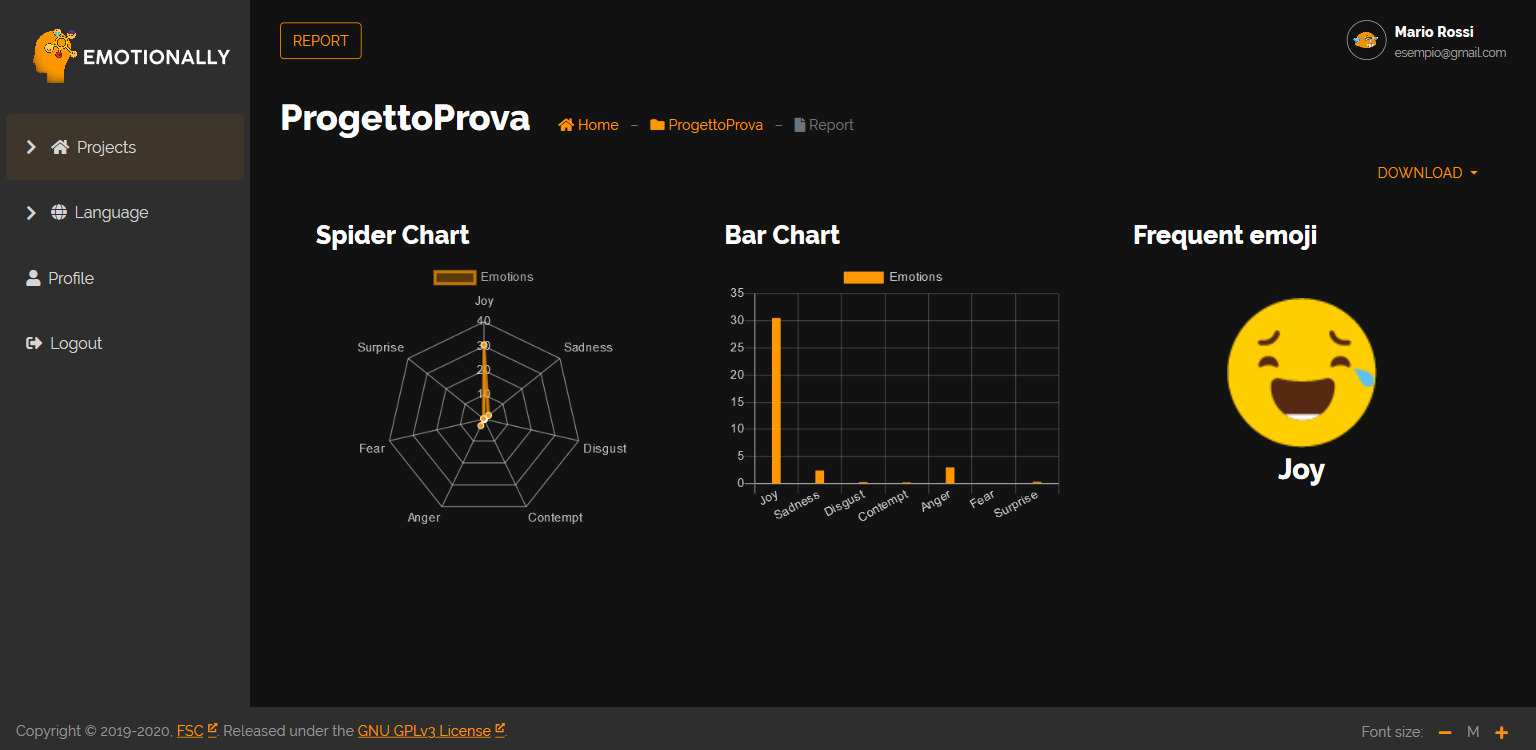 EMOTIONALLY
REPORT
Mario Rossi
esempio@gmail.com
Projects
Language
Profile
Logout
ProgettoProva
Home – ProgettoProva – Report
DOWNLOAD
Spider Chart
Emotions
Joy
40
30
20
10
Surprise
Sadness
Fear
Disgust
Anger
Contempt
Bar Chart
Emotions
35
30
25
20
15
10
5
0
Joy
Sadness
Disgust
Contempt
Anger
Fear
Surprise
Frequent emoji
Joy
Copyright © 2019-2020, FSC. Released under the GNU GPLv3 License.
Font size: − M +